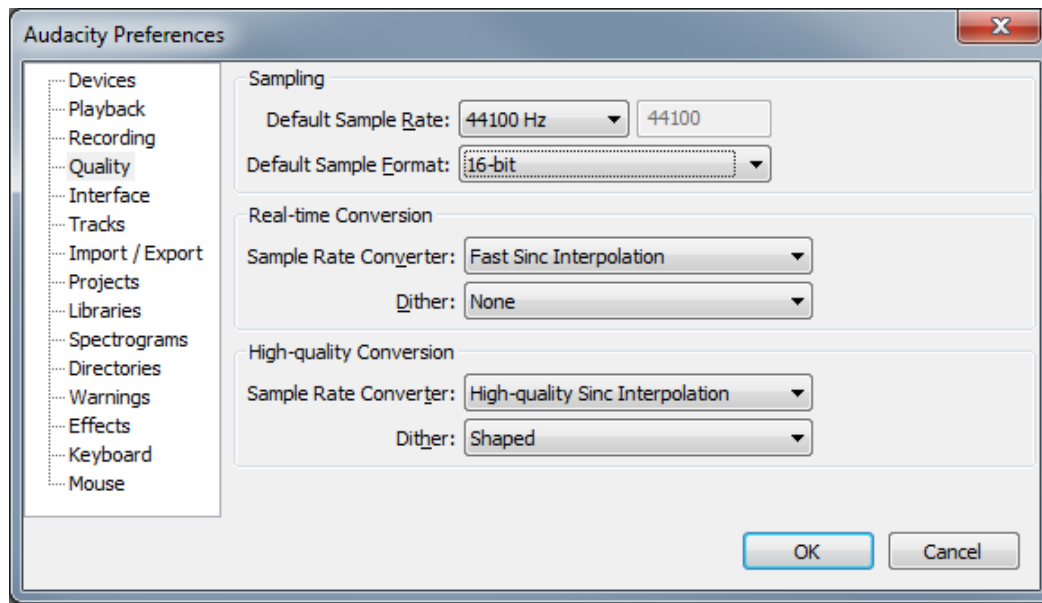 Audacity Preferences
Devices
Playback
Recording
Quality
Interface
Tracks
Import / Export
Projects
Libraries
Spectrograms
Directories
Warnings
Effects
Keyboard
Mouse
Sampling
Default Sample Rate: 44100 Hz 44100
Default Sample Format: 16-bit
Real-time Conversion
Sample Rate Converter: Fast Sinc Interpolation
Dither: None
High-quality Conversion
Sample Rate Converter: High-quality Sinc Interpolation
Dither: Shaped
OK Cancel